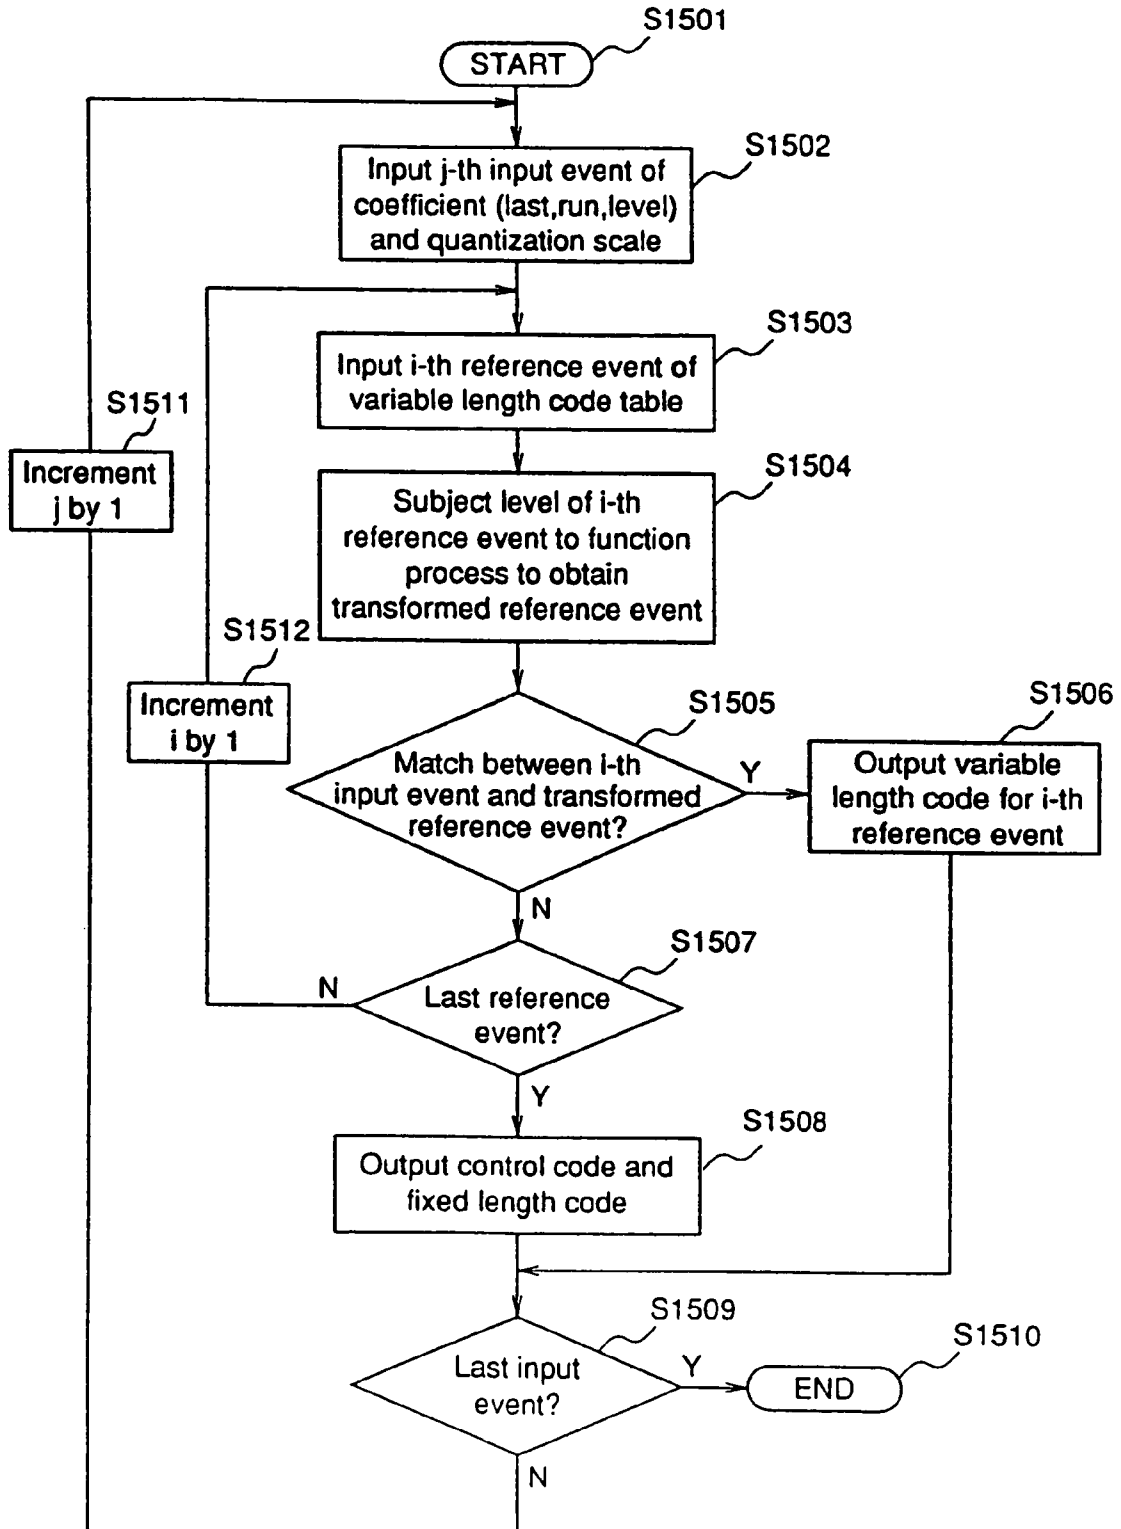 S1501
START
S1502
Input j-th input event of
coefficient (last,run,level)
and quantization scale
S1503
Input i-th reference event of
variable length code table
S1511
Increment
j by 1
S1504
Subject level of i-th
reference event to function
process to obtain
transformed reference event
S1512
Increment
i by 1
S1505
Match between i-th
input event and transformed
reference event?
Y
S1506
Output variable
length code for i-th
reference event
N
S1507
Last reference
event?
N
Y
S1508
Output control code and
fixed length code
S1509
Last input
event?
Y
S1510
END
N